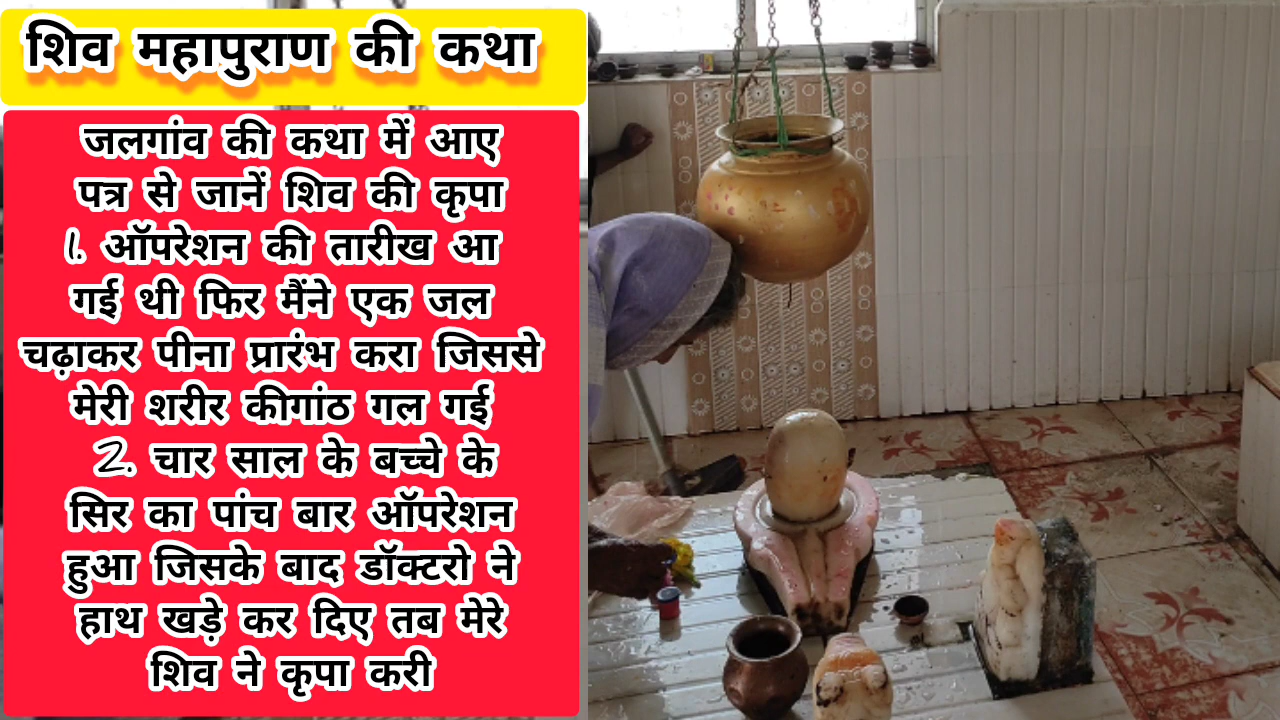 शिव महापुराण की कथा
जलगांव की कथा में आए
पत्र से जानें शिव की कृपा
1. ऑपरेशन की तारीख आ
गई थी फिर मैंने एक जल
चढ़ाकर पीना प्रारंभ करा जिससे
मेरी शरीर कीगांठ गल गई
2. चार साल के बच्चे के
सिर का पांच बार ऑपरेशन
हुआ जिसके बाद डॉक्टरो ने
हाथ खड़े कर दिए तब मेरे
शिव ने कृपा करी